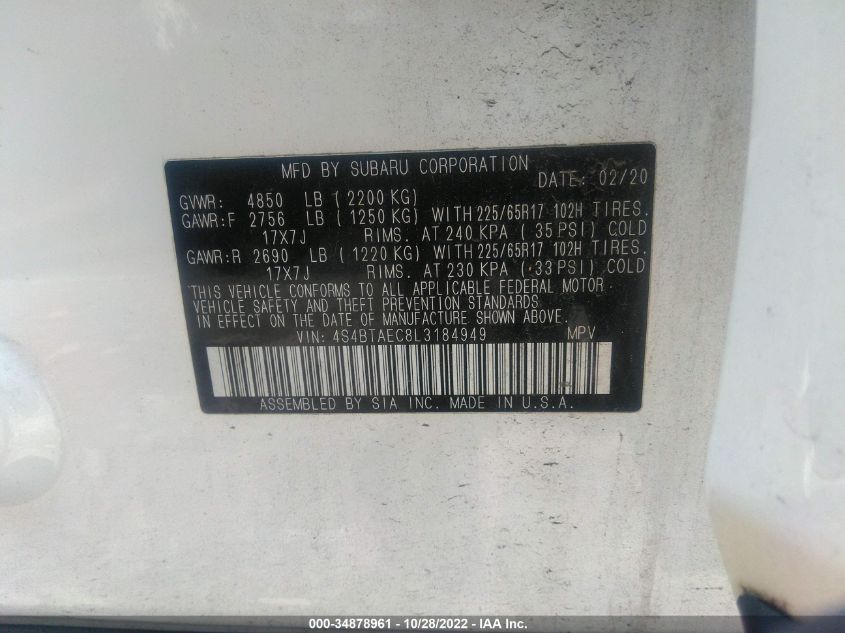 MFD BY SUBARU CORPORATION
DATE: 02/20
GVWR: 4850 LB ( 2200 KG)
GAWR:F 2756 LB ( 1250 KG) WITH 225/65R17 102H TIRES.
17X7J RIMS. AT 240 KPA ( 35 PSI) COLD
GAWR:R 2690 LB ( 1220 KG) WITH 225/65R17 102H TIRES.
17X7J RIMS. AT 230 KPA ( 33 PSI) COLD
THIS VEHICLE CONFORMS TO ALL APPLICABLE FEDERAL MOTOR
VEHICLE SAFETY AND THEFT PREVENTION STANDARDS
IN EFFECT ON THE DATE OF MANUFACTURE SHOWN ABOVE.
VIN: 4S4BTAEC8L3184949 MPV
ASSEMBLED BY SIA INC. MADE IN U.S.A.
000-34878961 - 10/28/2022 - IAA Inc.